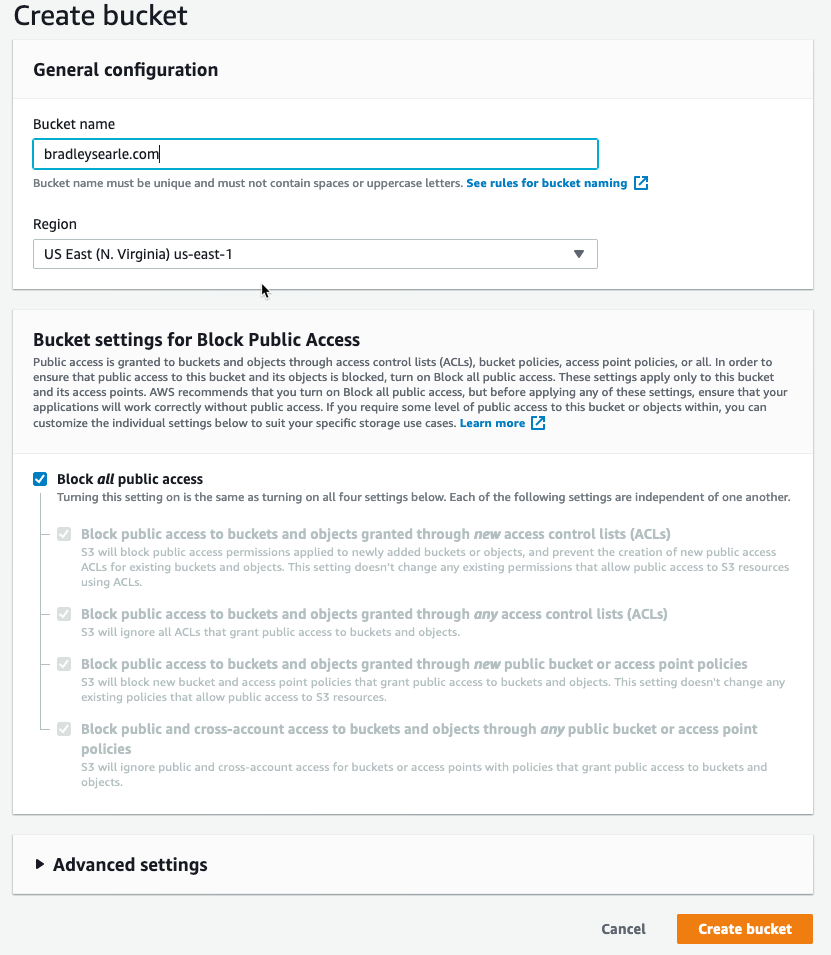 Create bucket
General configuration
Bucket name
bradleysearle.com
Bucket name must be unique and must not contain spaces or uppercase letters. See rules for bucket naming
Region
US East (N. Virginia) us-east-1
Bucket settings for Block Public Access
Public access is granted to buckets and objects through access control lists (ACLs), bucket policies, access point policies, or all. In order to
ensure that public access to this bucket and its objects is blocked, turn on Block all public access. These settings apply only to this bucket
and its access points. AWS recommends that you turn on Block all public access, but before applying any of these settings, ensure that your
applications will work correctly without public access. If you require some level of public access to this bucket or objects within, you can
customize the individual settings below to suit your specific storage use cases. Learn more
Block all public access
Turning this setting on is the same as turning on all four settings below. Each of the following settings are independent of one another.
Block public access to buckets and objects granted through new access control lists (ACLs)
S3 will block public access permissions applied to newly added buckets or objects, and prevent the creation of new public access
ACLs for existing buckets and objects. This setting doesn't change any existing permissions that allow public access to S3 resources
using ACLs.
Block public access to buckets and objects granted through any access control lists (ACLs)
S3 will ignore all ACLs that grant public access to buckets and objects.
Block public access to buckets and objects granted through new public bucket or access point policies
S3 will block new bucket and access point policies that grant public access to buckets and objects. This setting doesn't change any
existing policies that allow public access to S3 resources.
Block public and cross-account access to buckets and objects through any public bucket or access point
policies
S3 will ignore public and cross-account access for buckets or access points with policies that grant public access to buckets and
objects.
Advanced settings
Cancel
Create bucket